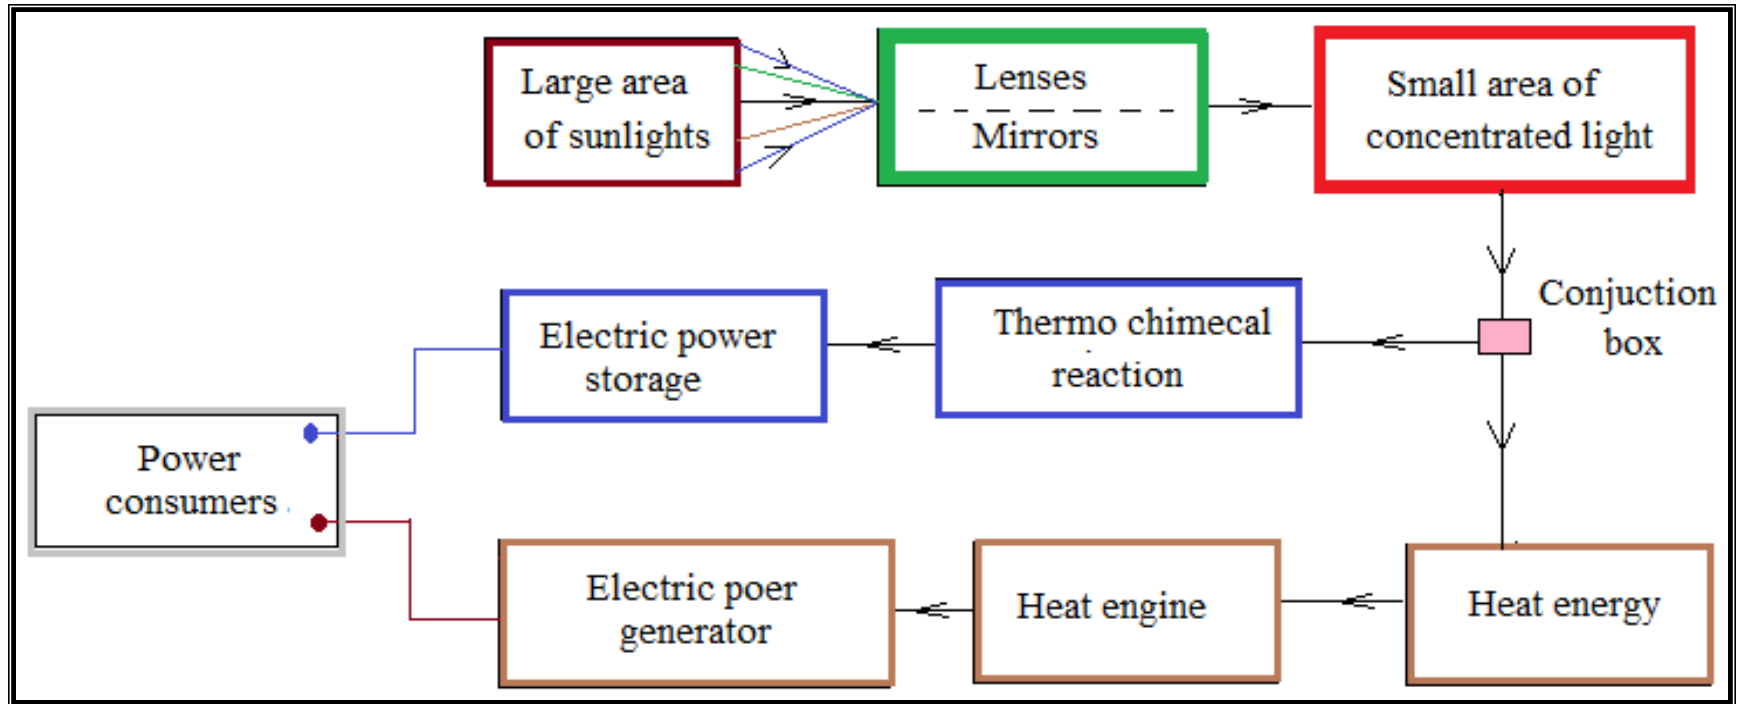 Large area
of sunlights
Lenses
Mirrors
Small area of
concentrated light
Conjuction
box
Thermo chimecal
reaction
Electric power
storage
Power
consumers
Electric poer
generator
Heat engine
Heat energy